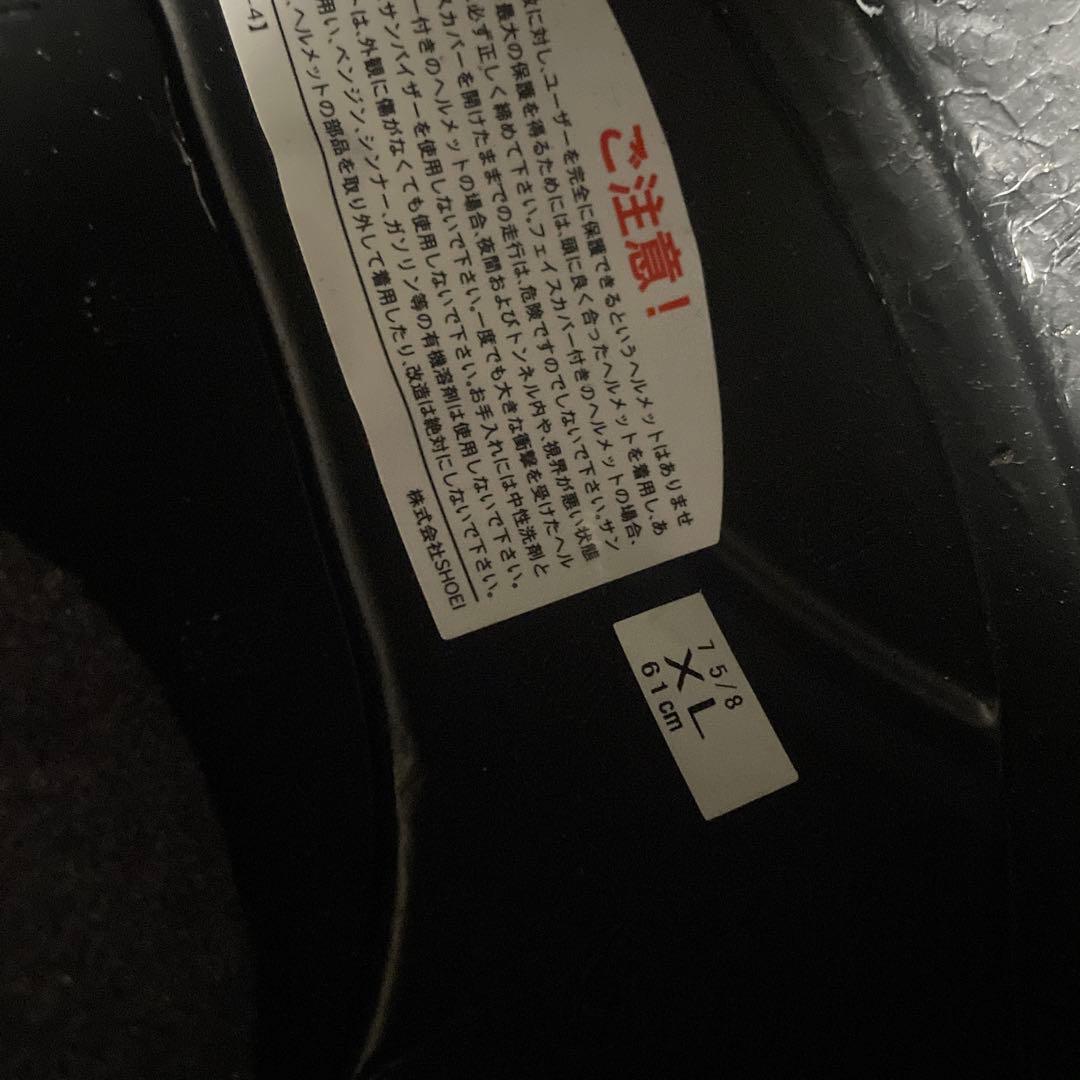 ご注意!
に対し、ユーザーを完全に保護できるというヘルメットはありませ
最大の保護を得るためには、頭に良く合ったヘルメットを着用し、あ
必ず正しく締めて下さい。フェイスカバー付きのヘルメットの場合、
カバーを開けたままでの走行は、危険ですのでしないで下さい。サン
ー付きのヘルメットの場合、夜間およびトンネル内や、視界が悪い状態
サンバイザーを使用しないで下さい。一度でも大きな衝撃を受けたヘル
トは、外観に傷がなくても使用しないで下さい。お手入れには中性洗剤と
用い、ベンジン、シンナー、ガソリン等の有機溶剤は使用しないで下さい。
、ヘルメットの部品を取り外して着用したり、改造は絶対にしないで下さい。
-4】
株式会社SHOEI
7 5/8
XL
61cm